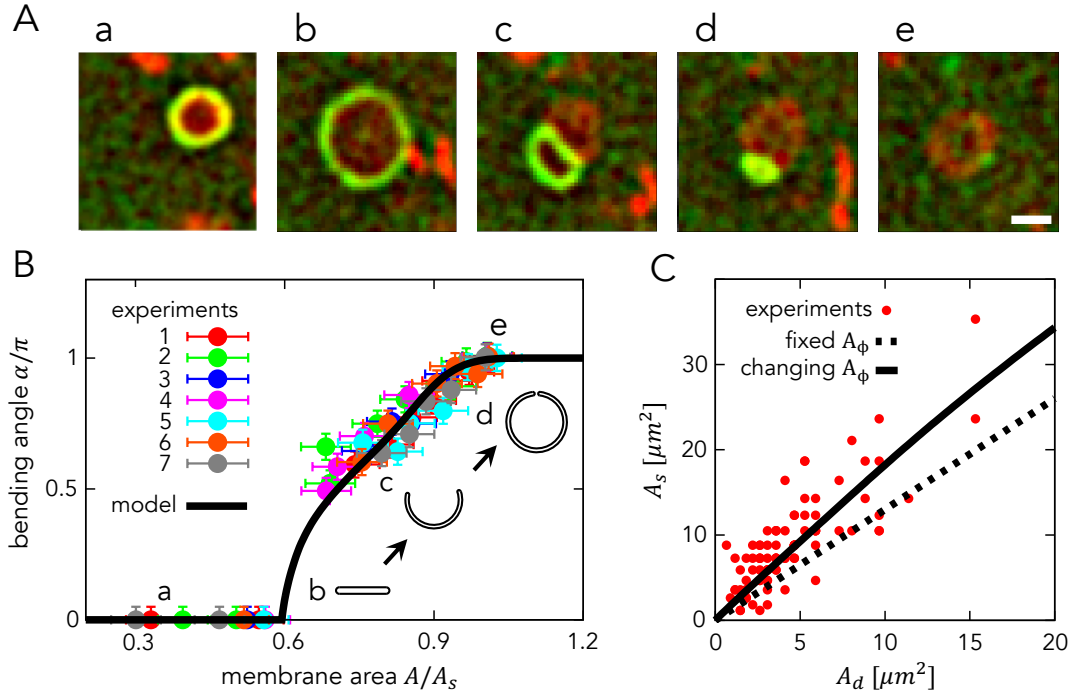 A
a b c d e
B
bending angle α/π
1
0.5
0
experiments
1
2
3
4
5
6
7
model
a
b
c
d
e
0.3 0.6 0.9 1.2
membrane area A/Aₛ
C
Aₛ [μm²]
30
20
10
0
experiments
fixed A_ϕ
changing A_ϕ
0 5 10 15 20
A_d [μm²]